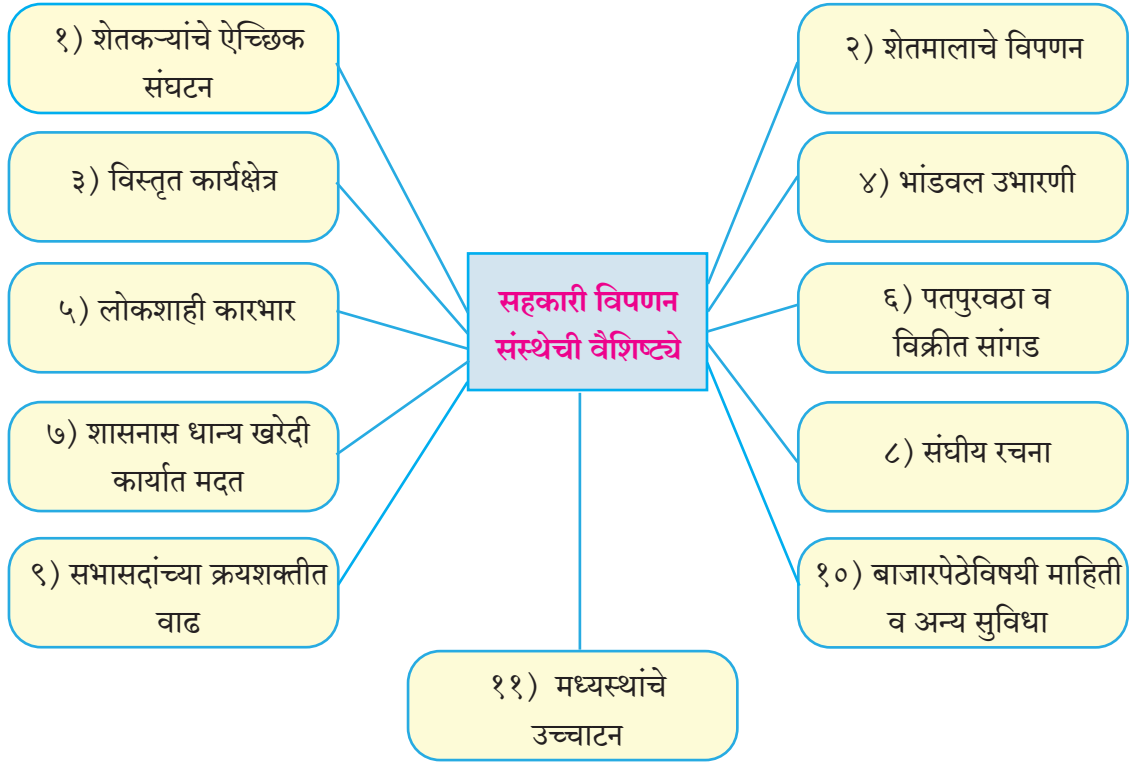 १) शेतकऱ्यांचे ऐच्छिक
संघटन
२) शेतमालाचे विपणन
३) विस्तृत कार्यक्षेत्र
४) भांडवल उभारणी
सहकारी विपणन
संस्थेची वैशिष्ट्ये
५) लोकशाही कारभार
६) पतपुरवठा व
विक्रीत सांगड
७) शासनास धान्य खरेदी
कार्यात मदत
८) संघीय रचना
९) सभासदांच्या क्रयशक्तीत
वाढ
१०) बाजारपेठेविषयी माहिती
व अन्य सुविधा
११) मध्यस्थांचे
उच्चाटन